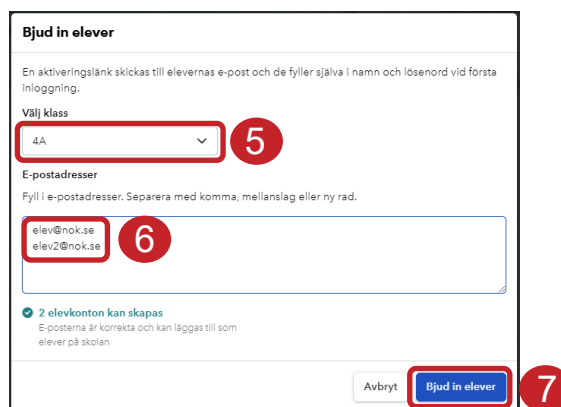 Bjud in elever
En aktiveringslänk skickas till elevernas e-post och de fyller själva i namn och lösenord vid första
inloggning.
Välj klass
4A
5
E-postadresser
Fyll i e-postadresser. Separera med komma, mellanslag eller ny rad.
elev@nok.se
elev2@nok.se
6
2 elevkonton kan skapas
E-posterna är korrekta och kan läggas till som
elever på skolan
Avbryt
Bjud in elever
7